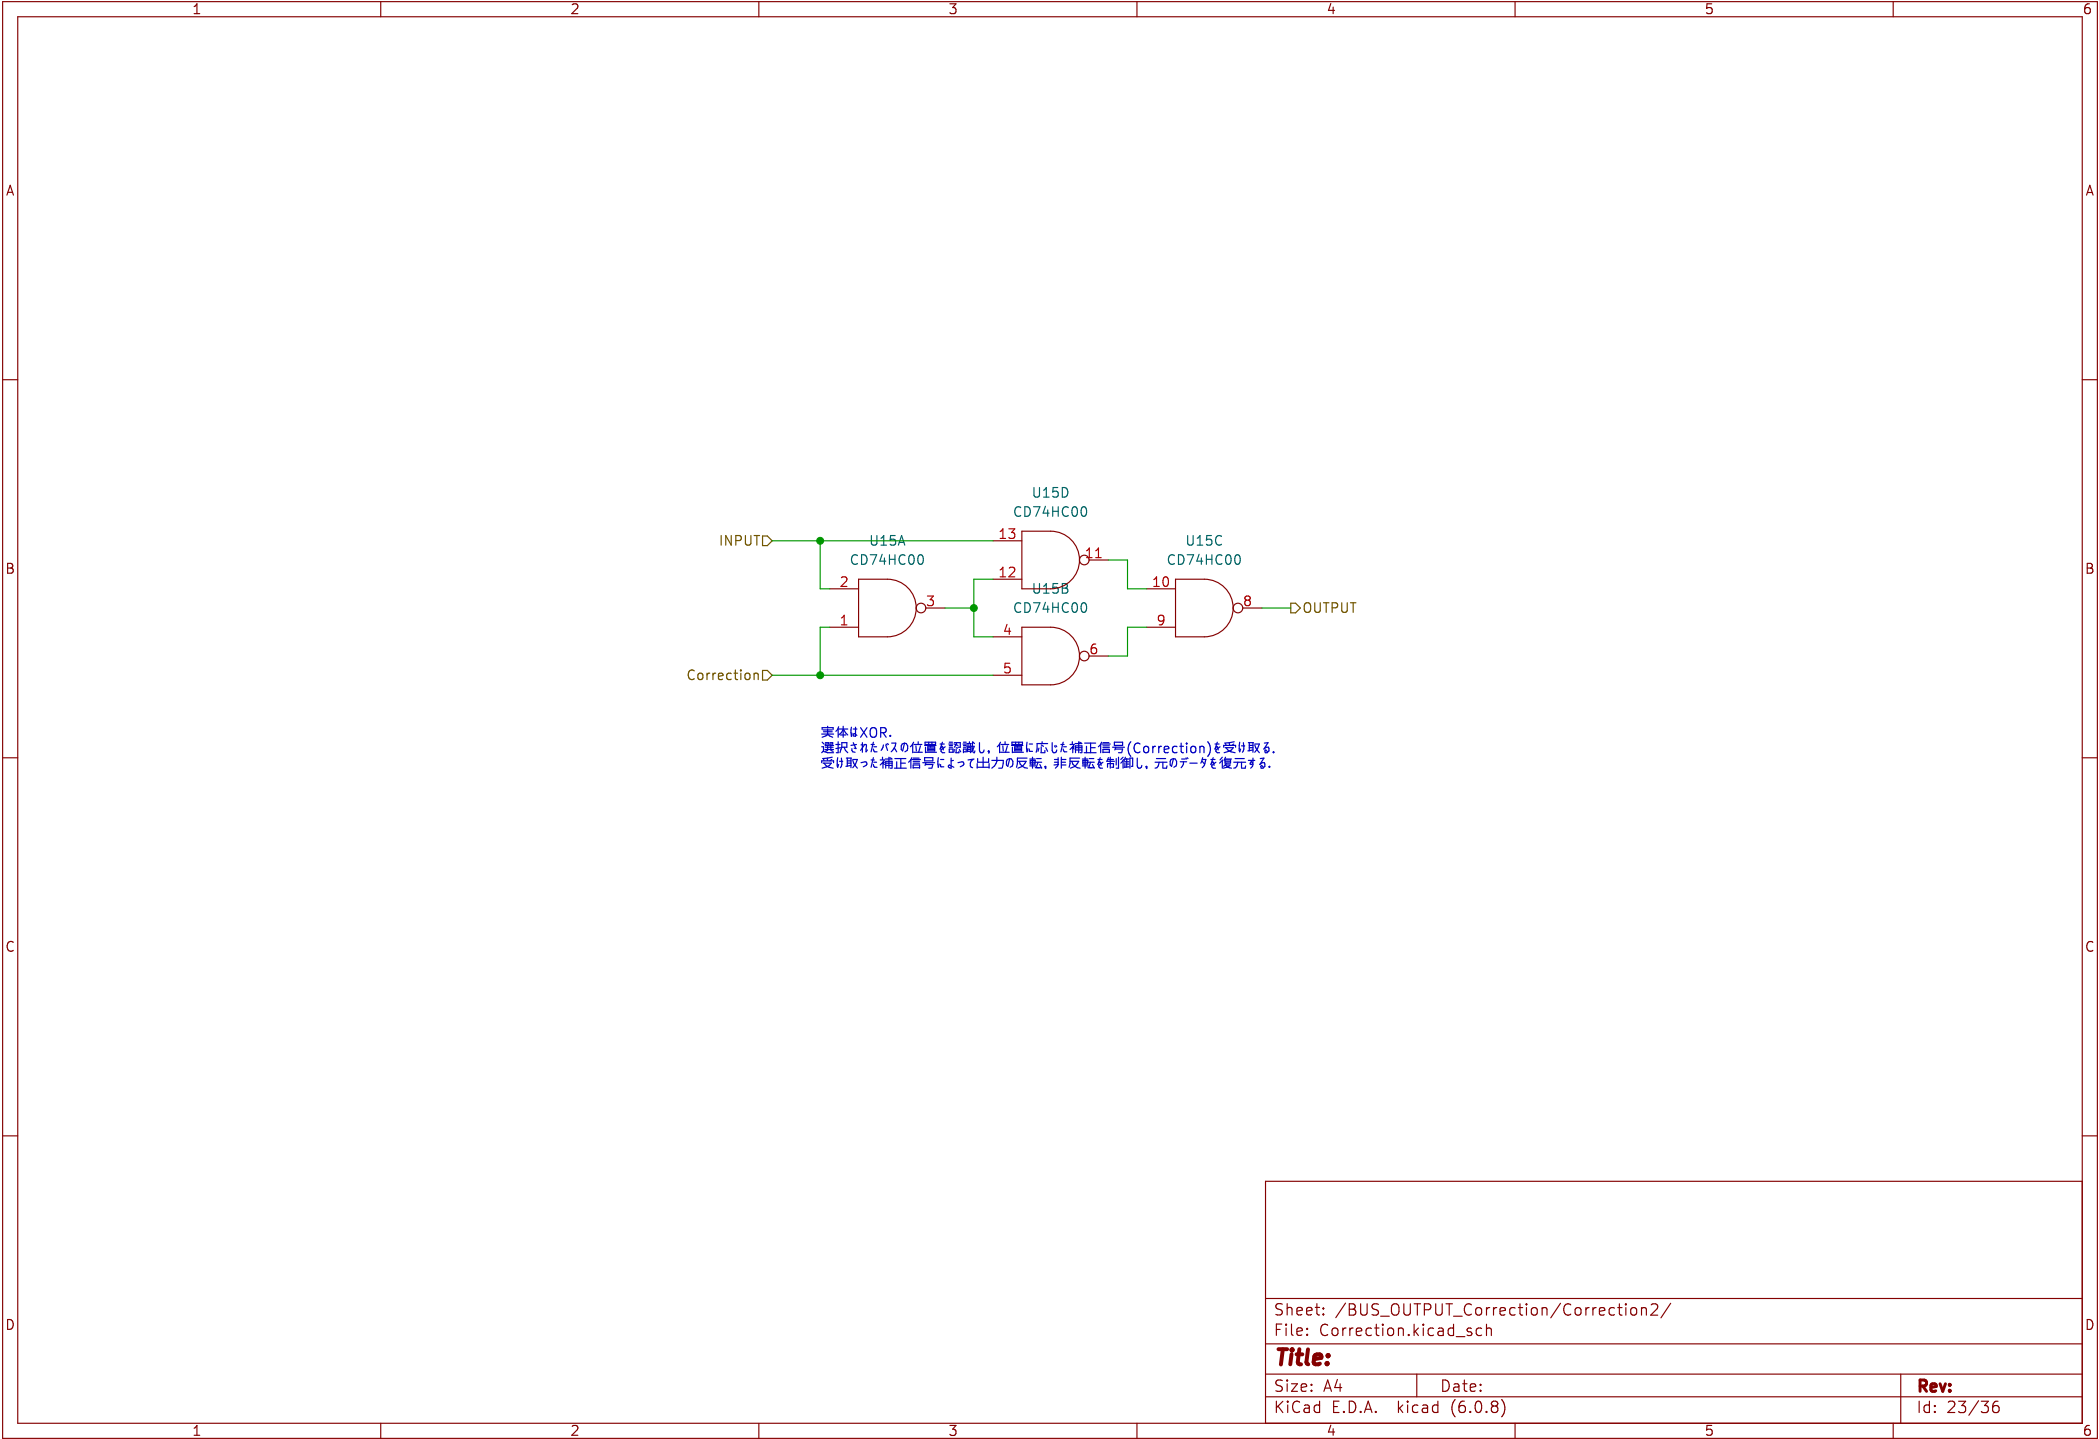 1 2 3 4 5 6
A A
U15D
CD74HC00
INPUT
U15A
CD74HC00
13
12
11
U15C
CD74HC00
B B
2
1
3
U15B
CD74HC00
10
9
8
OUTPUT
4
5
6
Correction
実体はXOR.
選択されたバスの位置を認識し, 位置に応じた補正信号(Correction)を受け取る.
受け取った補正信号によって出力の反転, 非反転を制御し, 元のデータを復元する.
C C
Sheet: /BUS_OUTPUT_Correction/Correction2/
File: Correction.kicad_sch
D D
Title:
Size: A4 Date: Rev:
KiCad E.D.A. kicad (6.0.8) Id: 23/36
1 2 3 4 5 6